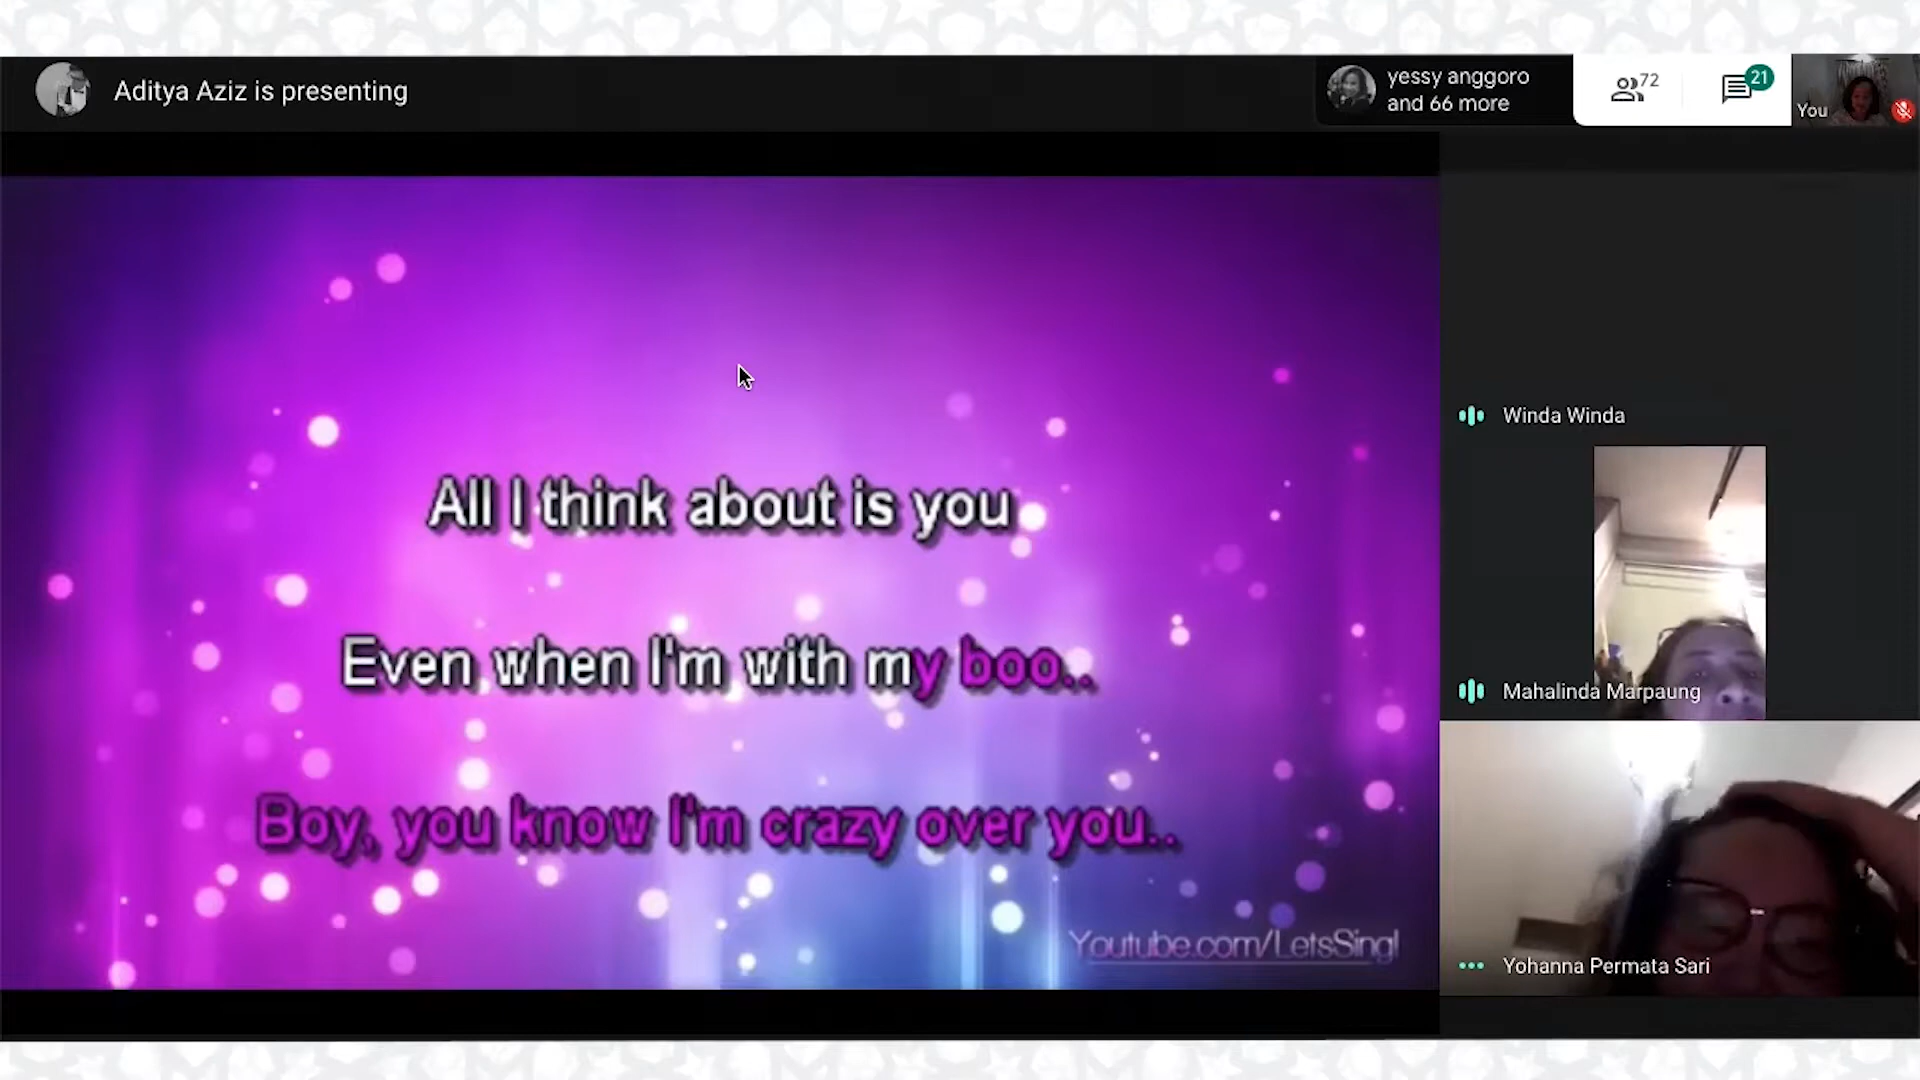 Aditya Aziz is presenting
yessy anggoro
and 66 more
72
21
You
All I think about is you
Even when I'm with my boo..
Boy, you know I'm crazy over you..
Youtube.com/LetsSing!
Winda Winda
Mahalinda Marpaung
Yohanna Permata Sari